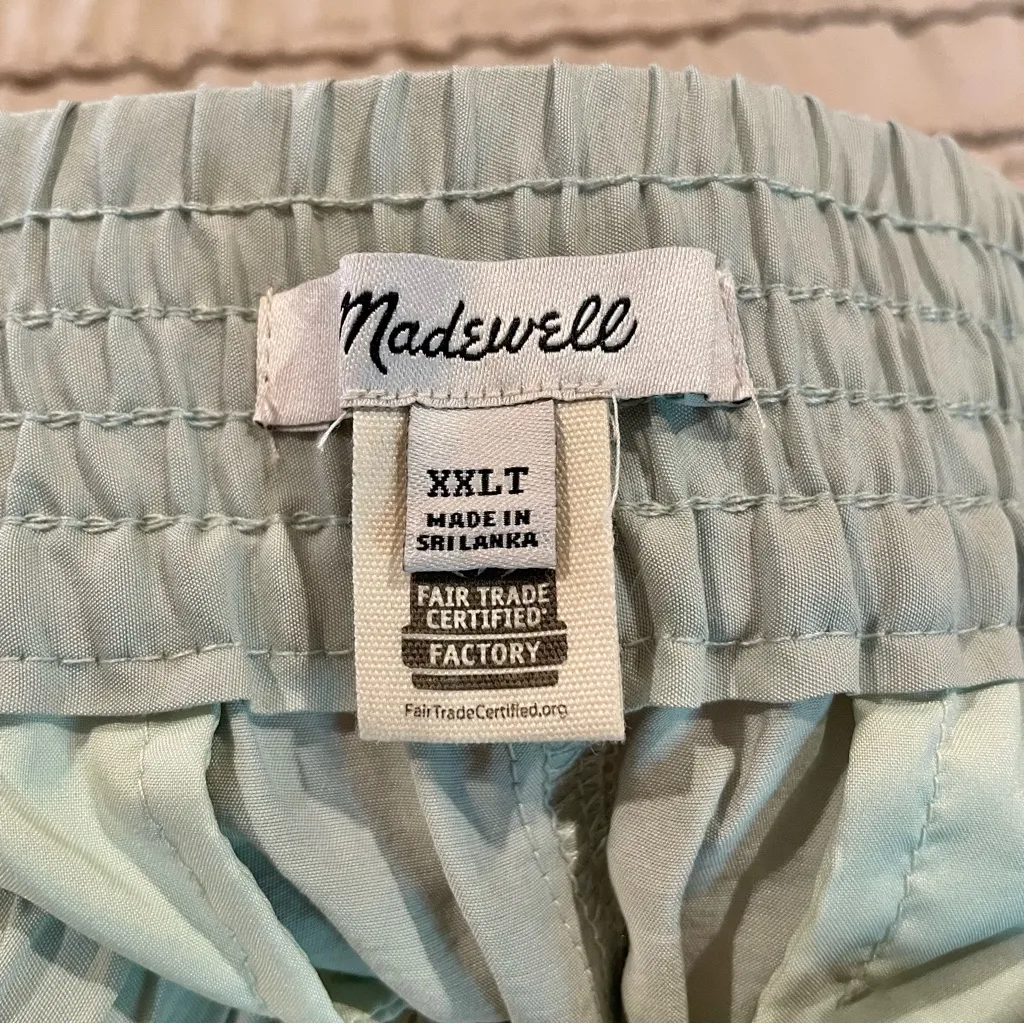 Madewell
XXLT
MADE IN
SRI LANKA
FAIR TRADE
CERTIFIED
FACTORY
FairTradeCertified.org